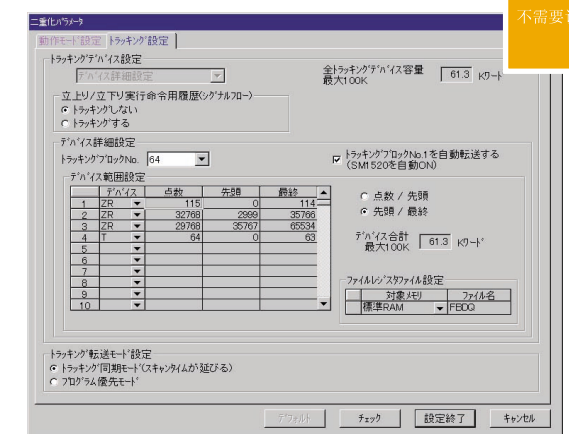 不需要
二重化パラメータ
動作モード設定 トラッキング設定
トラッキングデバイス設定
デバイス詳細設定
全トラッキングデバイス容量
最大100K
61.3 Kワード
立上り/立下り実行命令用履歴(シグナルフロー)
トラッキングしない
トラッキングする
デバイス詳細設定
トラッキングブロックNo. 64
トラッキングブロックNo.1を自動転送する
(SM1520を自動ON)
デバイス範囲設定
デバイス 点数 先頭 最終
1 ZR 115 0 114
2 ZR 32768 2999 35766
3 ZR 29768 35767 65534
4 T 64 0 63
5
6
7
8
9
10
点数 / 先頭
先頭 / 最終
デバイス合計
最大100K
61.3 Kワード
ファイルレジスタファイル設定
対象メモリ ファイル名
標準RAM FBDQ
トラッキング転送モード設定
トラッキング同期モード(スキャンタイムが延びる)
プログラム優先モード
デフォルト チェック 設定終了 キャンセル